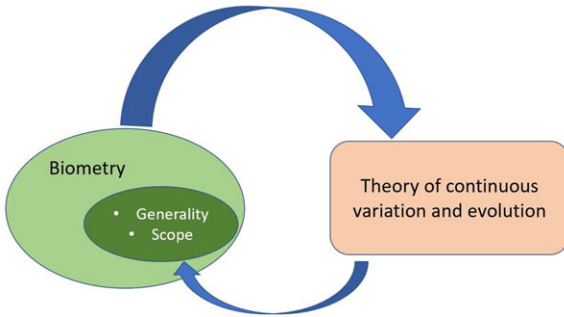 Biometry
• Generality
• Scope
Theory of continuous
variation and evolution